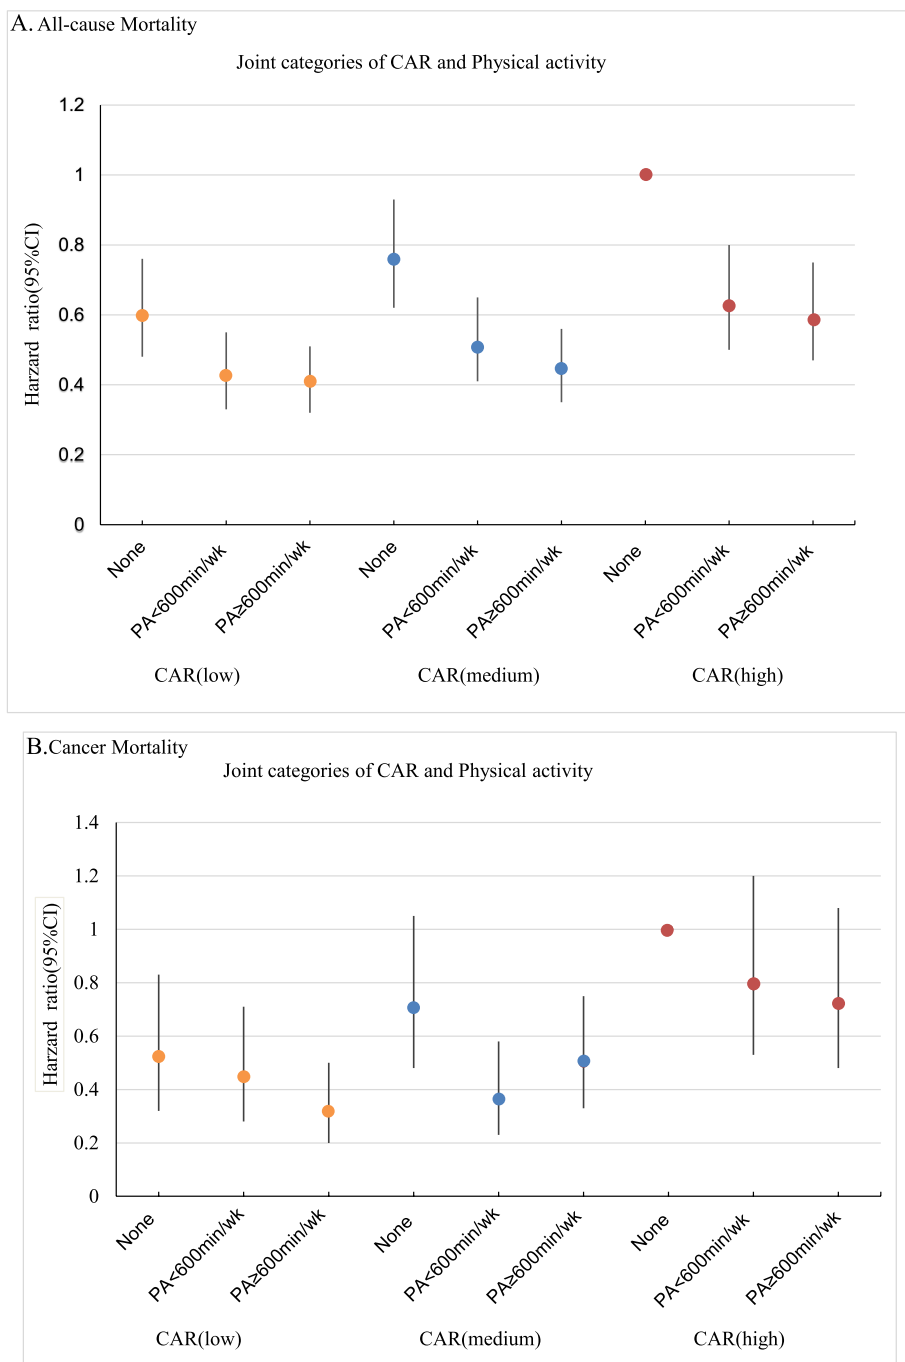 A. All-cause Mortality
Joint categories of CAR and Physical activity
Harzard ratio(95%CI)
1.2
1
0.8
0.6
0.4
0.2
0
None
PA<600min/wk
PA≥600min/wk
None
PA<600min/wk
PA≥600min/wk
None
PA<600min/wk
PA≥600min/wk
CAR(low)
CAR(medium)
CAR(high)
B.Cancer Mortality
Joint categories of CAR and Physical activity
Harzard ratio(95%CI)
1.4
1.2
1
0.8
0.6
0.4
0.2
0
None
PA<600min/wk
PA≥600min/wk
None
PA<600min/wk
PA≥600min/wk
None
PA<600min/wk
PA≥600min/wk
CAR(low)
CAR(medium)
CAR(high)